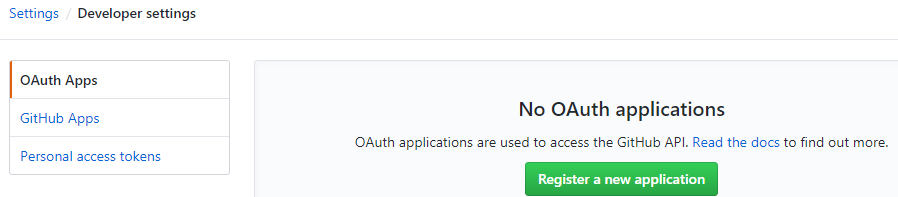 Settings / Developer settings
OAuth Apps
GitHub Apps
Personal access tokens
No OAuth applications
OAuth applications are used to access the GitHub API. Read the docs to find out more.
Register a new application